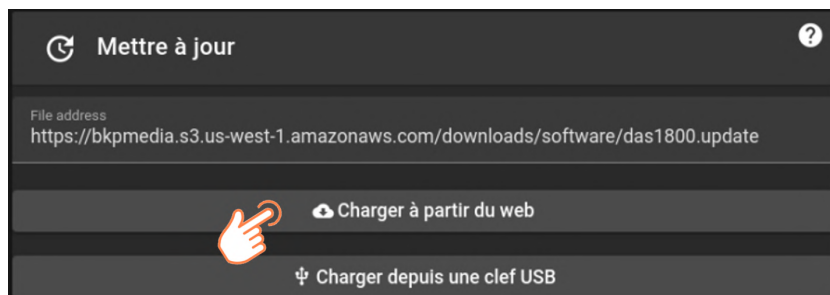 Mettre à jour
File address
https://bkpmedia.s3.us-west-1.amazonaws.com/downloads/software/das1800.update
Charger à partir du web
Charger depuis une clef USB